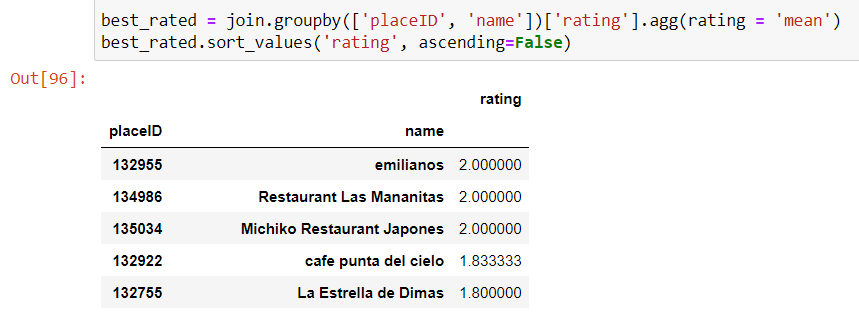 best_rated = join.groupby(['placeID', 'name'])['rating'].agg(rating = 'mean')
best_rated.sort_values('rating', ascending=False)
Out[96]:
rating
placeID name
132955 emilianos 2.000000
134986 Restaurant Las Mananitas 2.000000
135034 Michiko Restaurant Japones 2.000000
132922 cafe punta del cielo 1.833333
132755 La Estrella de Dimas 1.800000